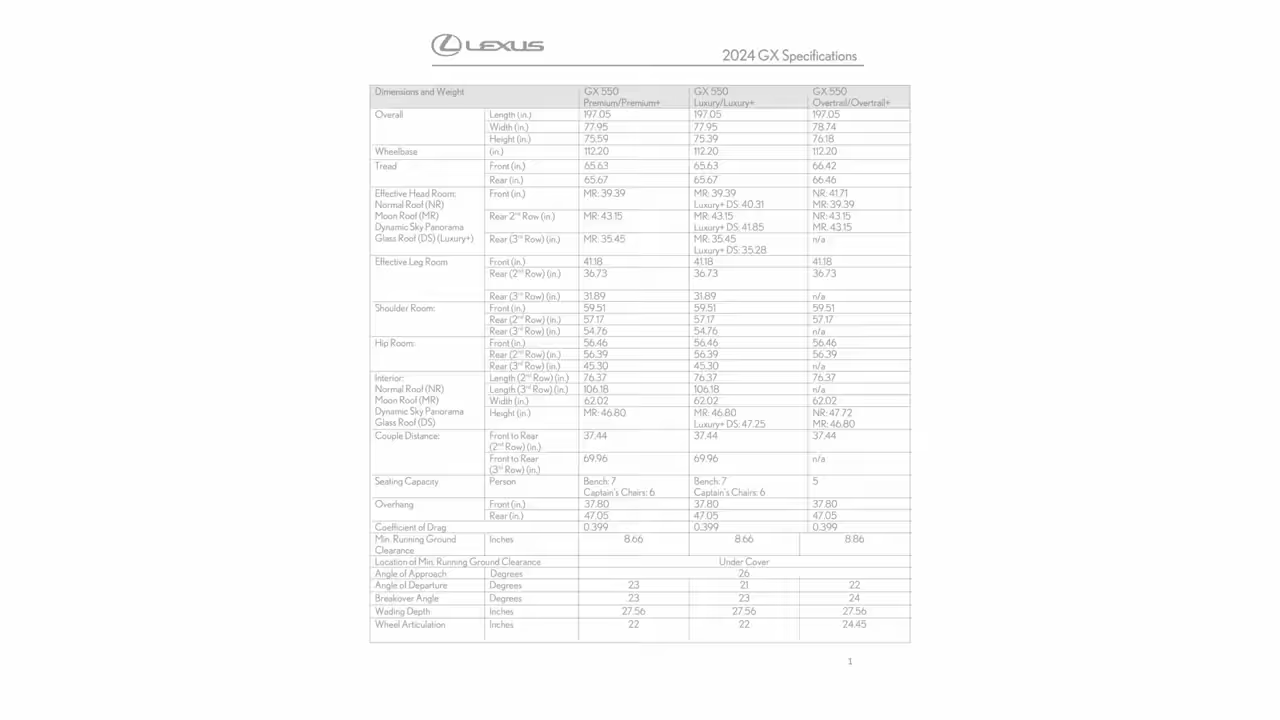 LEXUS
2024 GX Specifications
Dimensions and Weight GX 550 Premium/Premium+ GX 550 Luxury/Luxury+ GX 550 Overtrail/Overtrail+
Overall Length (in.) 197.05 197.05 197.05
Width (in.) 77.95 77.95 78.74
Height (in.) 75.59 75.39 76.18
Wheelbase (in.) 112.20 112.20 112.20
Tread Front (in.) 65.63 65.63 66.42
Rear (in.) 65.67 65.67 66.46
Effective Head Room: Front (in.) MR: 39.39 MR: 39.39 NR: 41.71
Normal Roof (NR) Luxury+ DS: 40.31 MR: 39.39
Moon Roof (MR) Rear 2nd Row (in.) MR: 43.15 MR: 43.15 NR: 43.15
Dynamic Sky Panorama Luxury+ DS: 41.85 MR: 43.15
Glass Roof (DS) (Luxury+) Rear (3rd Row) (in.) MR: 35.45 MR: 35.45 n/a
Luxury+ DS: 35.28
Effective Leg Room Front (in.) 41.18 41.18 41.18
Rear (2nd Row) (in.) 36.73 36.73 36.73
Rear (3rd Row) (in.) 31.89 31.89 n/a
Shoulder Room: Front (in.) 59.51 59.51 59.51
Rear (2nd Row) (in.) 57.17 57.17 57.17
Rear (3rd Row) (in.) 54.76 54.76 n/a
Hip Room: Front (in.) 56.46 56.46 56.46
Rear (2nd Row) (in.) 56.39 56.39 56.39
Rear (3rd Row) (in.) 45.30 45.30 n/a
Interior: Length (2nd Row) (in.) 76.37 76.37 76.37
Normal Roof (NR) Length (3rd Row) (in.) 106.18 106.18 n/a
Moon Roof (MR) Width (in.) 62.02 62.02 62.02
Dynamic Sky Panorama Height (in.) MR: 46.80 MR: 46.80 NR: 47.72
Glass Roof (DS) Luxury+ DS: 47.25 MR: 46.80
Couple Distance: Front to Rear 37.44 37.44 37.44
(2nd Row) (in.)
Front to Rear 69.96 69.96 n/a
(3rd Row) (in.)
Seating Capacity Person Bench: 7 Bench: 7 5
Captain's Chairs: 6 Captain's Chairs: 6
Overhang Front (in.) 37.80 37.80 37.80
Rear (in.) 47.05 47.05 47.05
Coefficient of Drag 0.399 0.399 0.399
Min. Running Ground Inches 8.66 8.66 8.86
Clearance
Location of Min. Running Ground Clearance Under Cover
Angle of Approach Degrees 26
Angle of Departure Degrees 23 21 22
Breakover Angle Degrees 23 23 24
Wading Depth Inches 27.56 27.56 27.56
Wheel Articulation Inches 22 22 24.45
1